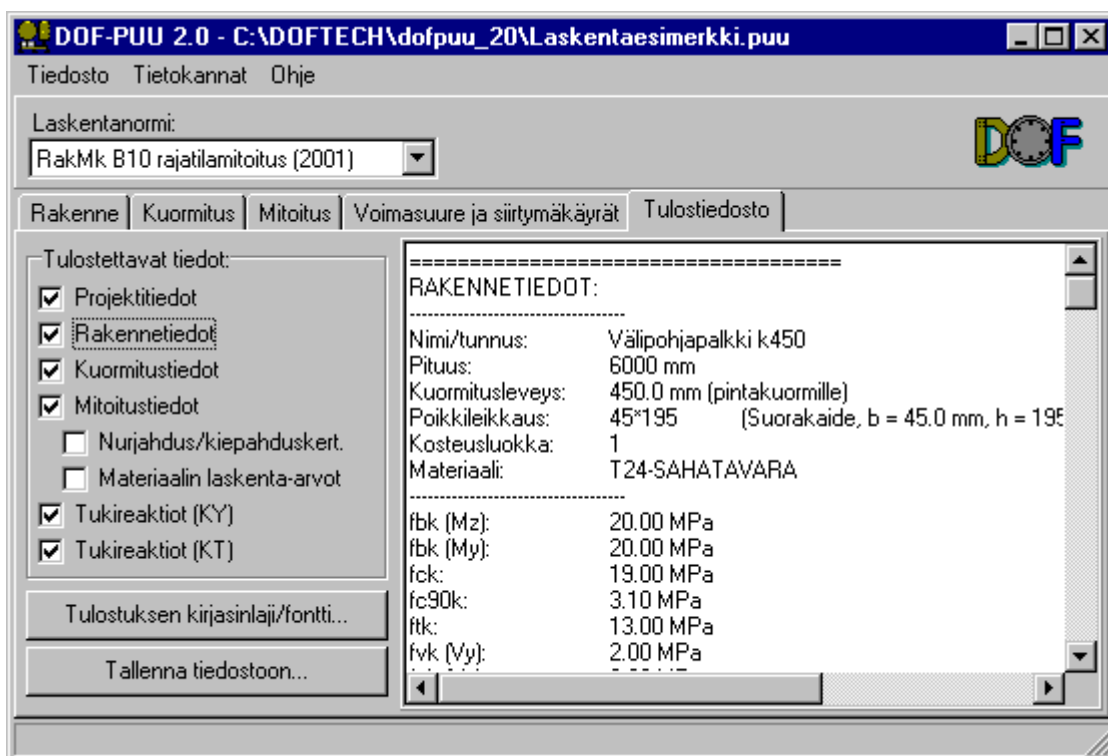 DOF-PUU 2.0 - C:\DOFTECH\dofpuu_20\Laskentaesimerkki.puu
Tiedosto Tietokannat Ohje
Laskentanormi:
RakMk B10 rajatilamitoitus (2001)
DOF
Rakenne Kuormitus Mitoitus Voimasuure ja siirtymäkäyrät Tulostiedosto
Tulostettavat tiedot:
Projektitiedot
Rakennetiedot
Kuormitustiedot
Mitoitustiedot
Nurjahdus/kiepahduskert.
Materiaalin laskenta-arvot
Tukireaktiot (KY)
Tukireaktiot (KT)
Tulostuksen kirjasinlaji/fontti...
Tallenna tiedostoon...
====================================
RAKENNETIEDOT:
------------------------------------
Nimi/tunnus: Välipohjapalkki k450
Pituus: 6000 mm
Kuormitusleveys: 450.0 mm (pintakuormille)
Poikkileikkaus: 45*195 (Suorakaide, b = 45.0 mm, h = 195
Kosteusluokka: 1
Materiaali: T24-SAHATAVARA
------------------------------------
fbk (Mz): 20.00 MPa
fbk (My): 20.00 MPa
fck: 19.00 MPa
fc90k: 3.10 MPa
ftk: 13.00 MPa
fvk (Vy): 2.00 MPa